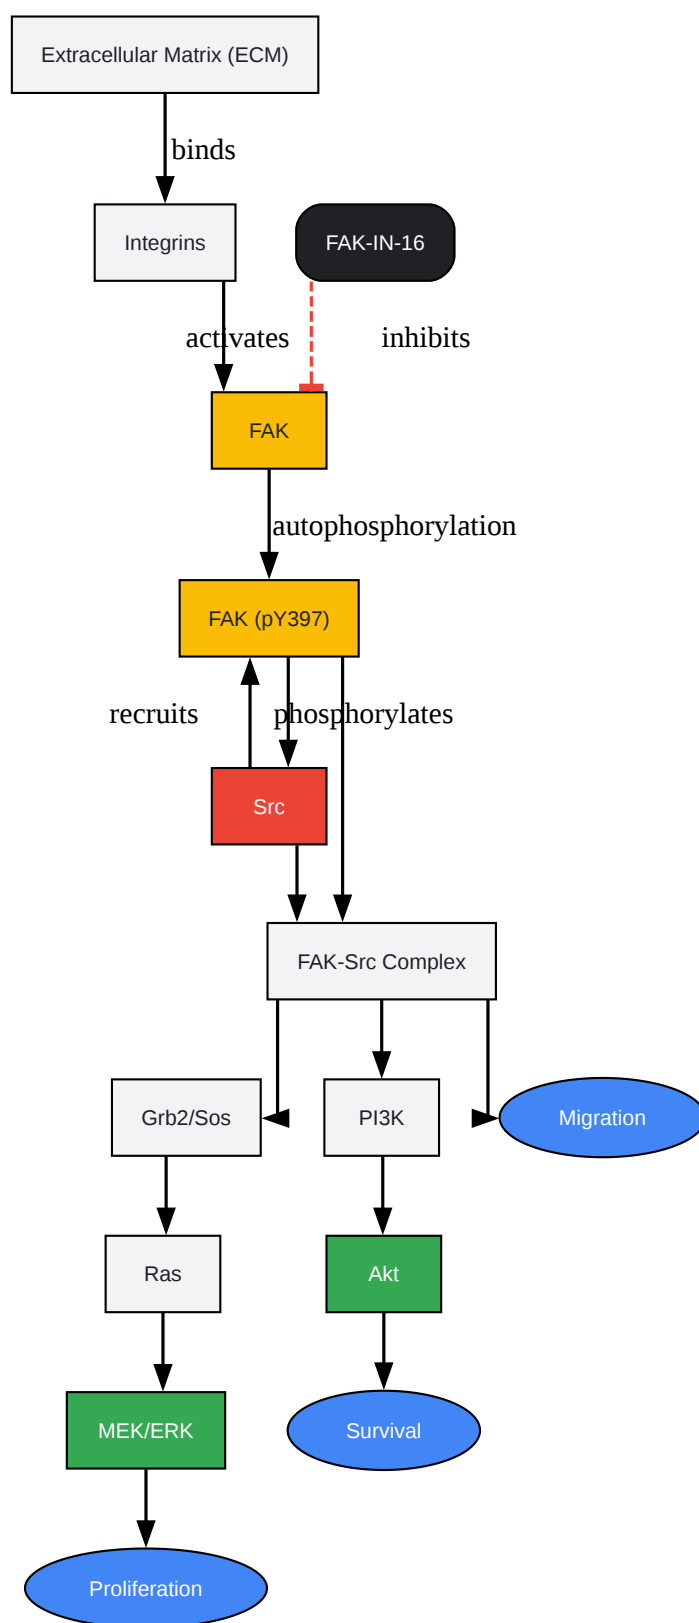 Extracellular Matrix (ECM)
binds
Integrins
FAK-IN-16
activates
inhibits
FAK
autophosphorylation
FAK (pY397)
recruits
phosphorylates
Src
FAK-Src Complex
Grb2/Sos
PI3K
Migration
Ras
Akt
MEK/ERK
Survival
Proliferation